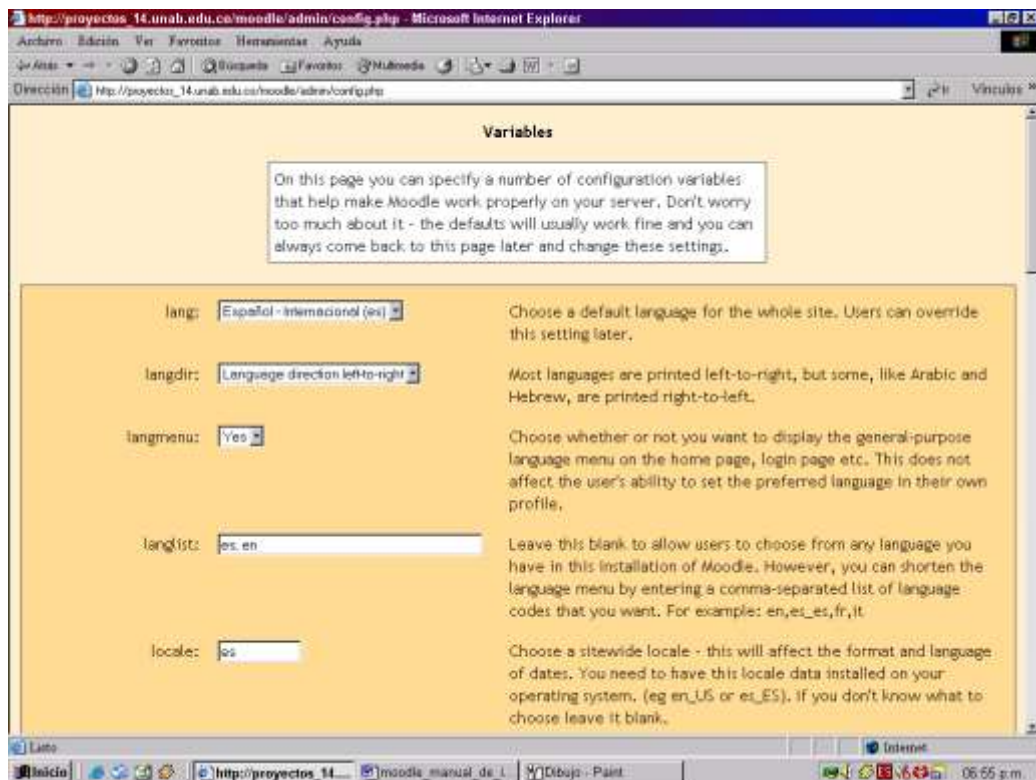 http://proyectos_14.unab.edu.co/moodle/admin/config.php - Microsoft Internet Explorer
Archivo Edición Ver Favoritos Herramientas Ayuda
Atrás Búsqueda Favoritos Multimedia
Dirección http://proyectos_14.unab.edu.co/moodle/admin/config.php Ir Vínculos »
Variables
On this page you can specify a number of configuration variables
that help make Moodle work properly on your server. Don't worry
too much about it - the defaults will usually work fine and you can
always come back to this page later and change these settings.
lang: Español - Internacional (es) Choose a default language for the whole site. Users can override
this setting later.
langdir: Language direction left-to-right Most languages are printed left-to-right, but some, like Arabic and
Hebrew, are printed right-to-left.
langmenu: Yes Choose whether or not you want to display the general-purpose
language menu on the home page, login page etc. This does not
affect the user's ability to set the preferred language in their own
profile.
langlist: es, en Leave this blank to allow users to choose from any language you
have in this installation of Moodle. However, you can shorten the
language menu by entering a comma-separated list of language
codes that you want. For example: en,es_es,fr,it
locale: es Choose a sitewide locale - this will affect the format and language
of dates. You need to have this locale data installed on your
operating system. (eg en_US or es_ES). If you don't know what to
choose leave it blank.
Listo Internet
Inicio http://proyectos_14.... moodle_manual_de_i... Dibujo - Paint 06:55 p.m.